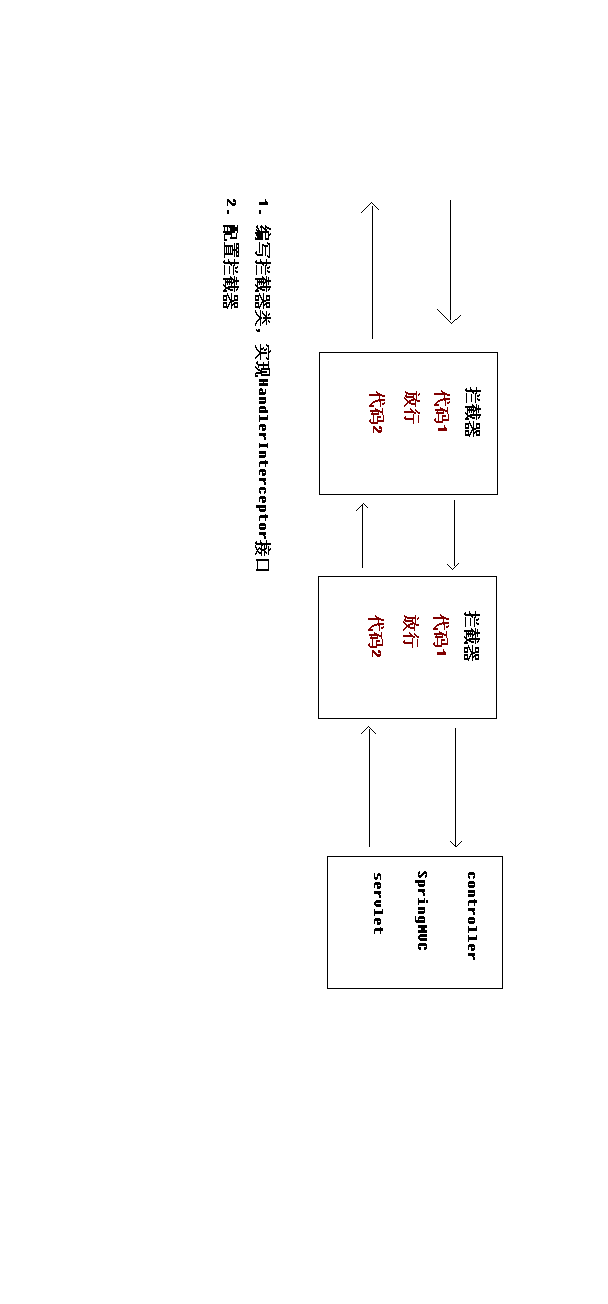 拦截器
代码1
放行
代码2
拦截器
代码1
放行
代码2
controller
SpringMVC
servlet
1. 编写拦截器类，实现HandlerInterceptor接口
2. 配置拦截器